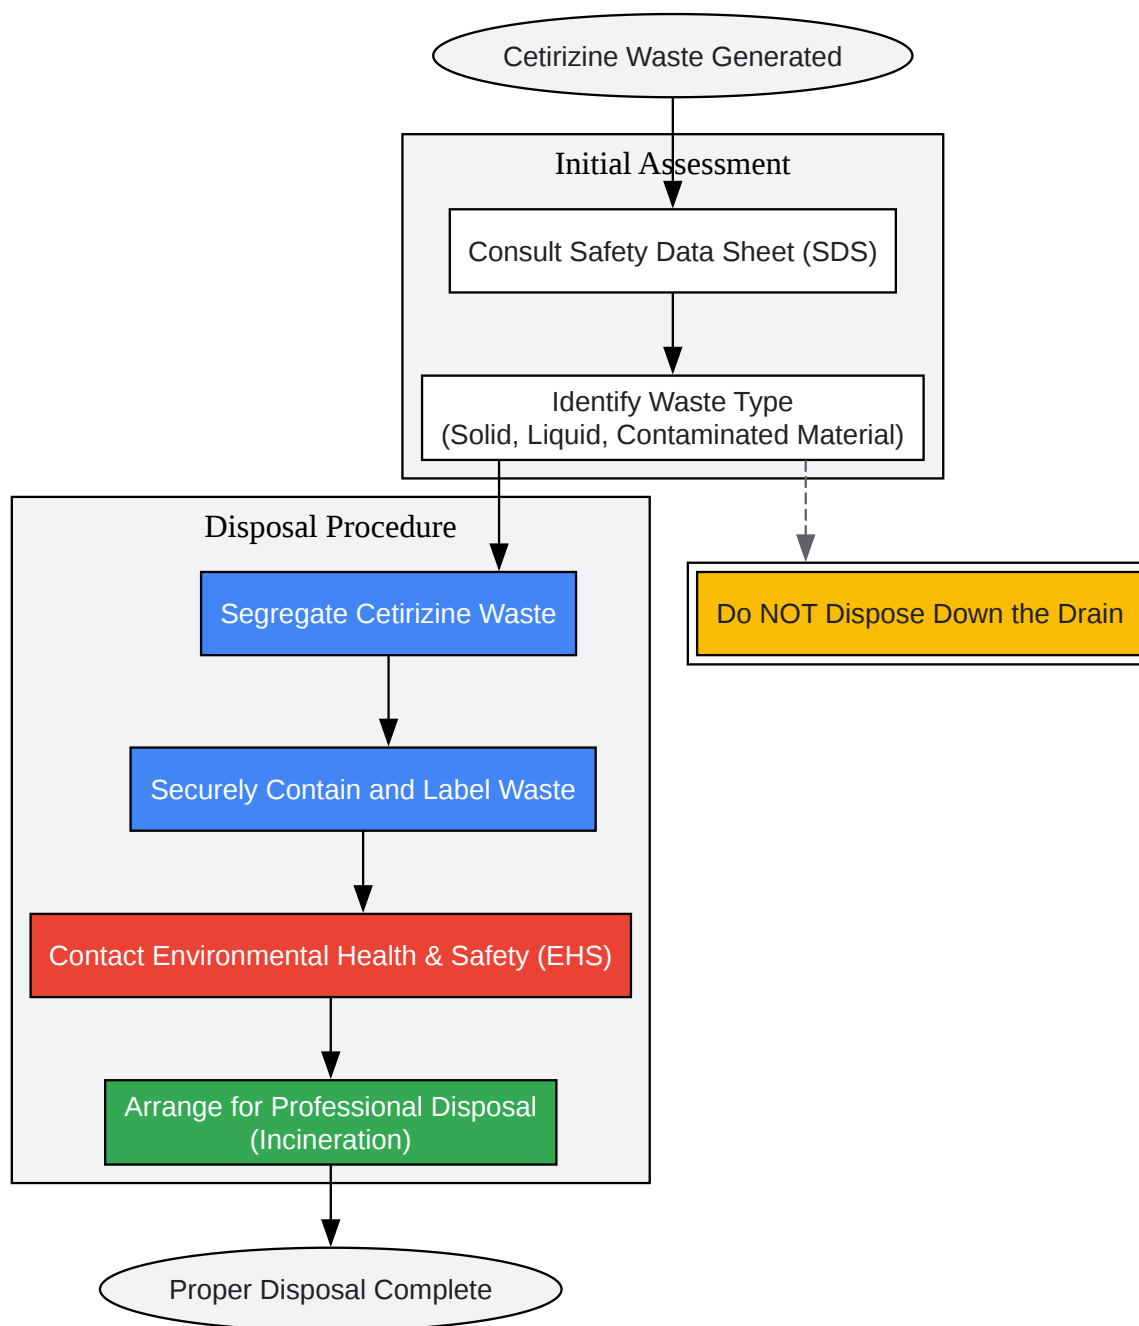 Cetirizine Waste Generated
Initial Assessment
Consult Safety Data Sheet (SDS)
Identify Waste Type
(Solid, Liquid, Contaminated Material)
Disposal Procedure
Segregate Cetirizine Waste
Do NOT Dispose Down the Drain
Securely Contain and Label Waste
Contact Environmental Health & Safety (EHS)
Arrange for Professional Disposal
(Incineration)
Proper Disposal Complete